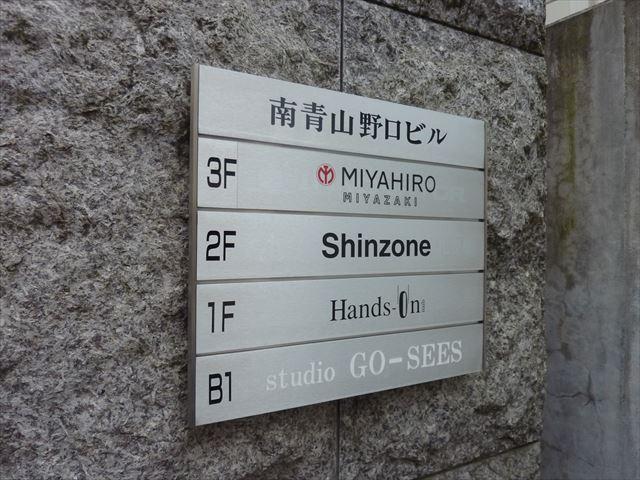 南青山野口ビル
3F MIYAHIRO
MIYAZAKI
2F Shinzone
1F Hands-On
B1 studio GO-SEES